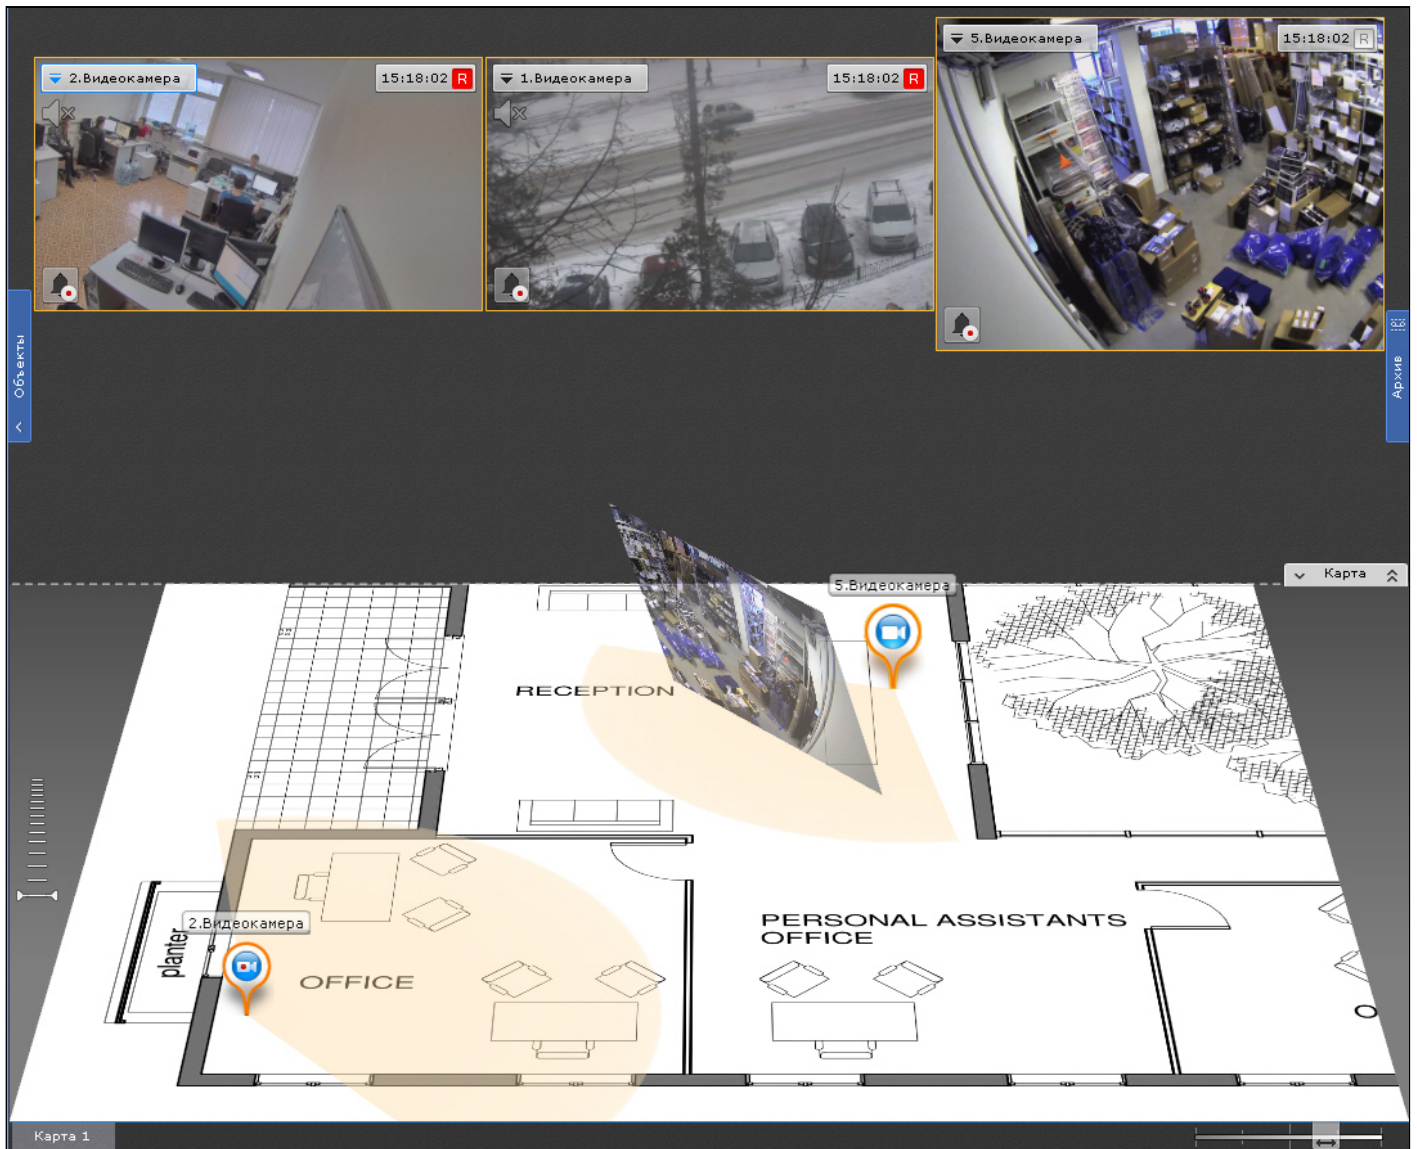 5.Видеокамера
15:18:02 R
2.Видеокамера
15:18:02 R
1.Видеокамера
15:18:02 R
Объекты
Архив
Карта
5.Видеокамера
RECEPTION
2.Видеокамера
planter
OFFICE
PERSONAL ASSISTANTS
OFFICE
O
Карта 1